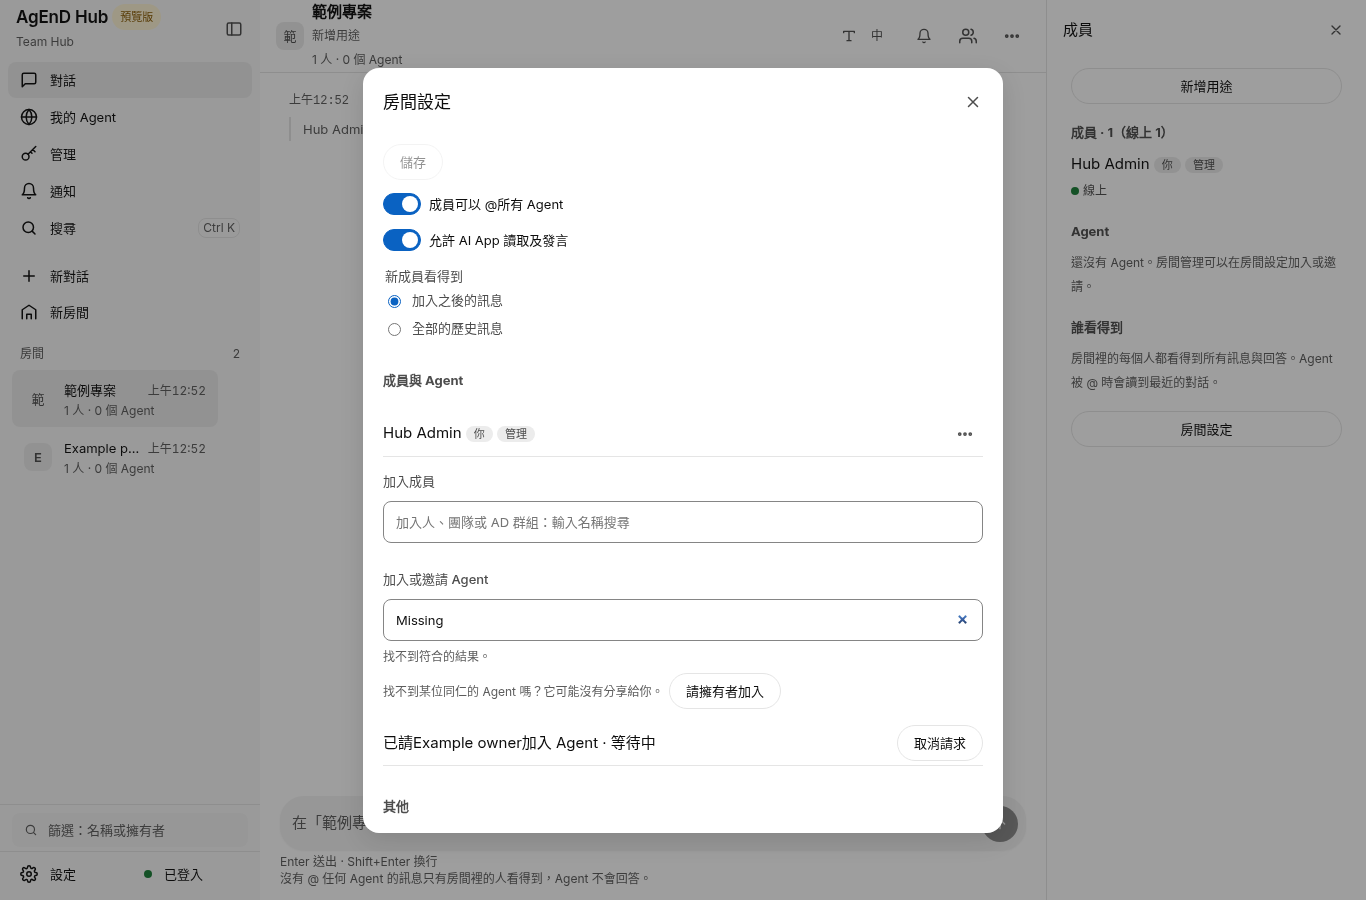 AgEnD Hub 預覽版
Team Hub
對話
我的 Agent
管理
通知
搜尋 Ctrl K
新對話
新房間
房間 2
範 範例專案 上午12:52
1 人 · 0 個 Agent
E Example p... 上午12:52
1 人 · 0 個 Agent
篩選：名稱或擁有者
設定 已登入
範 範例專案
新增用途
1 人 · 0 個 Agent
中
上午12:52
Hub Admi
在「範例專
Enter 送出 · Shift+Enter 換行
沒有 @ 任何 Agent 的訊息只有房間裡的人看得到，Agent 不會回答。
房間設定
儲存
成員可以 @所有 Agent
允許 AI App 讀取及發言
新成員看得到
加入之後的訊息
全部的歷史訊息
成員與 Agent
Hub Admin 你 管理
加入成員
加入人、團隊或 AD 群組：輸入名稱搜尋
加入或邀請 Agent
Missing
找不到符合的結果。
找不到某位同仁的 Agent 嗎？它可能沒有分享給你。 請擁有者加入
已請Example owner加入 Agent · 等待中 取消請求
其他
成員
新增用途
成員 · 1（線上 1）
Hub Admin 你 管理
線上
Agent
還沒有 Agent。房間管理可以在房間設定加入或邀
請。
誰看得到
房間裡的每個人都看得到所有訊息與回答。Agent
被 @ 時會讀到最近的對話。
房間設定